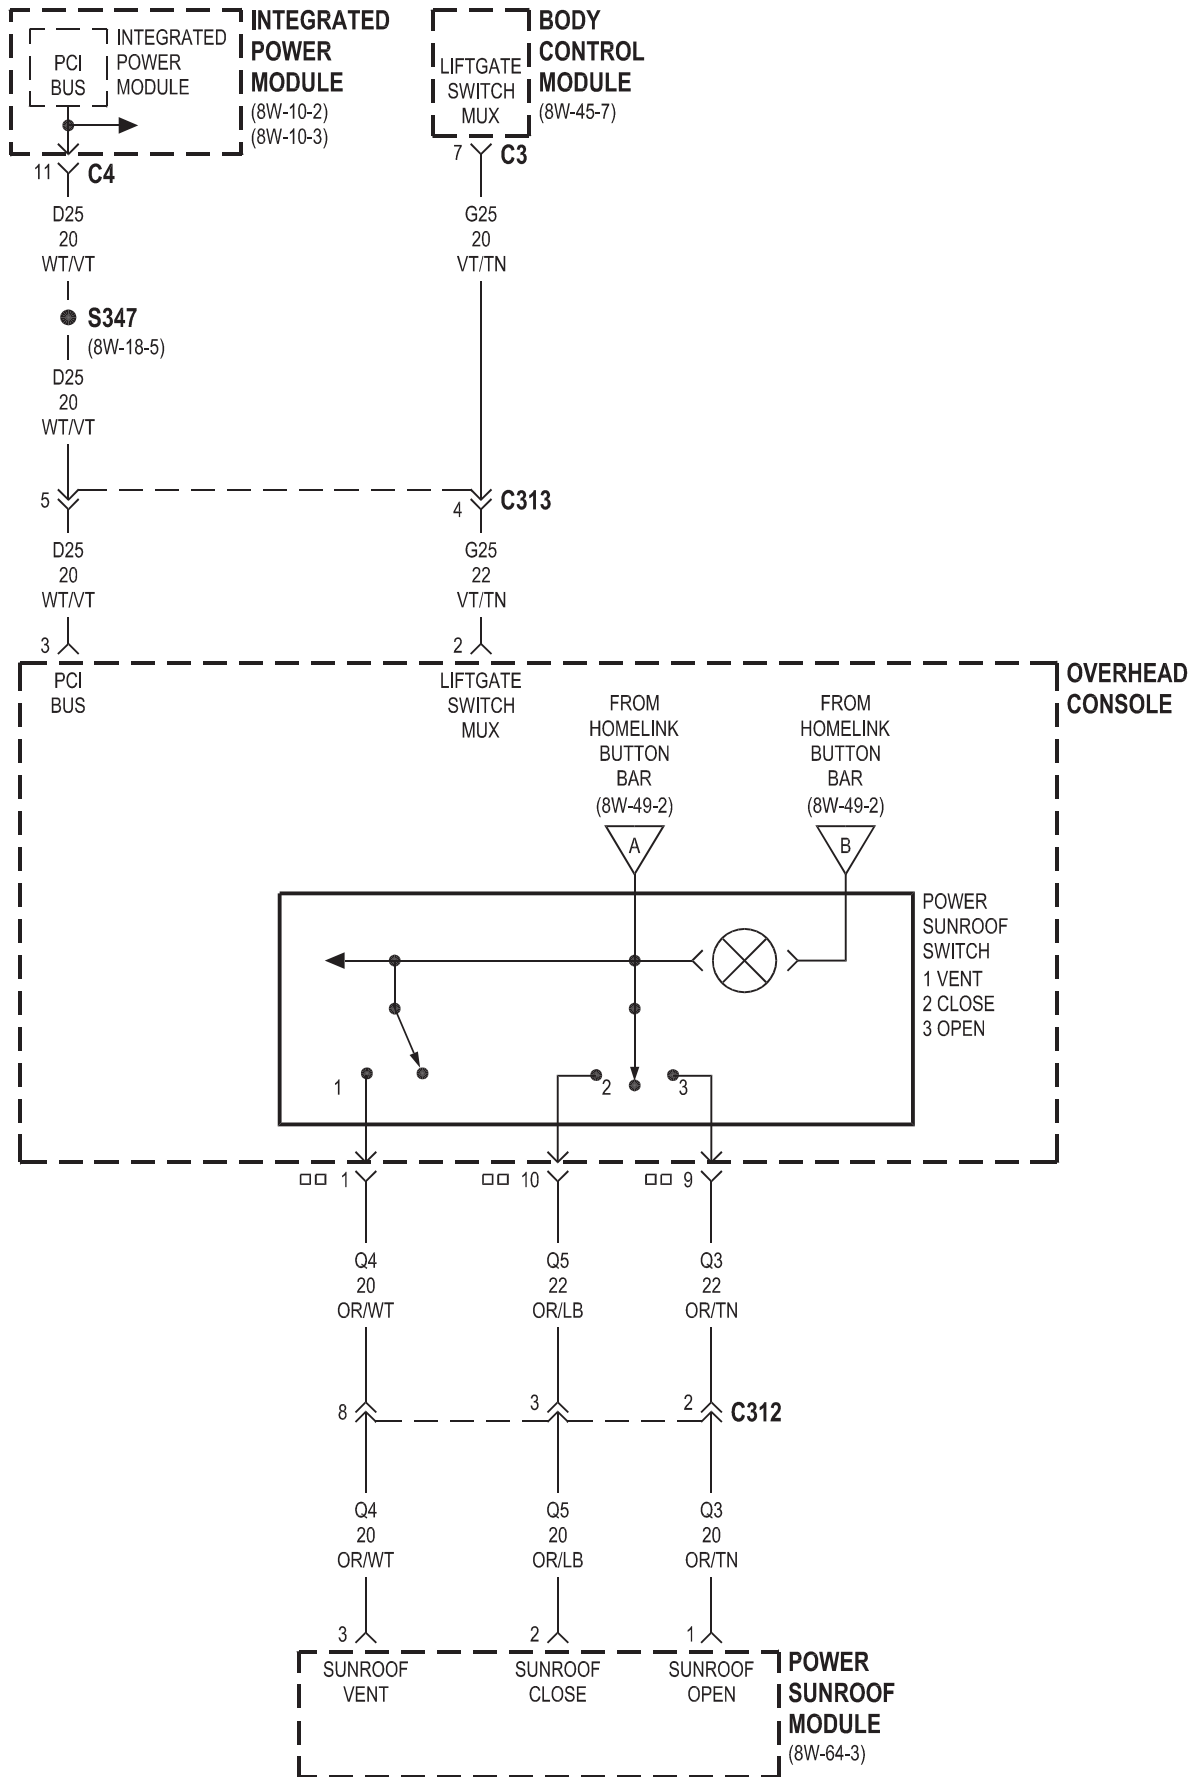 INTEGRATED
POWER
MODULE
(8W-10-2)
(8W-10-3)
INTEGRATED
POWER
MODULE
PCI
BUS
BODY
CONTROL
MODULE
(8W-45-7)
LIFTGATE
SWITCH
MUX
11
C4
7
C3
D25
20
WT/VT
G25
20
VT/TN
S347
(8W-18-5)
D25
20
WT/VT
5
4
C313
D25
20
WT/VT
G25
22
VT/TN
3
2
OVERHEAD
CONSOLE
PCI
BUS
LIFTGATE
SWITCH
MUX
FROM
HOMELINK
BUTTON
BAR
(8W-49-2)
A
FROM
HOMELINK
BUTTON
BAR
(8W-49-2)
B
POWER
SUNROOF
SWITCH
1 VENT
2 CLOSE
3 OPEN
1
2
3
1
10
9
Q4
20
OR/WT
Q5
22
OR/LB
Q3
22
OR/TN
8
3
2
C312
Q4
20
OR/WT
Q5
20
OR/LB
Q3
20
OR/TN
3
2
1
SUNROOF
VENT
SUNROOF
CLOSE
SUNROOF
OPEN
POWER
SUNROOF
MODULE
(8W-64-3)